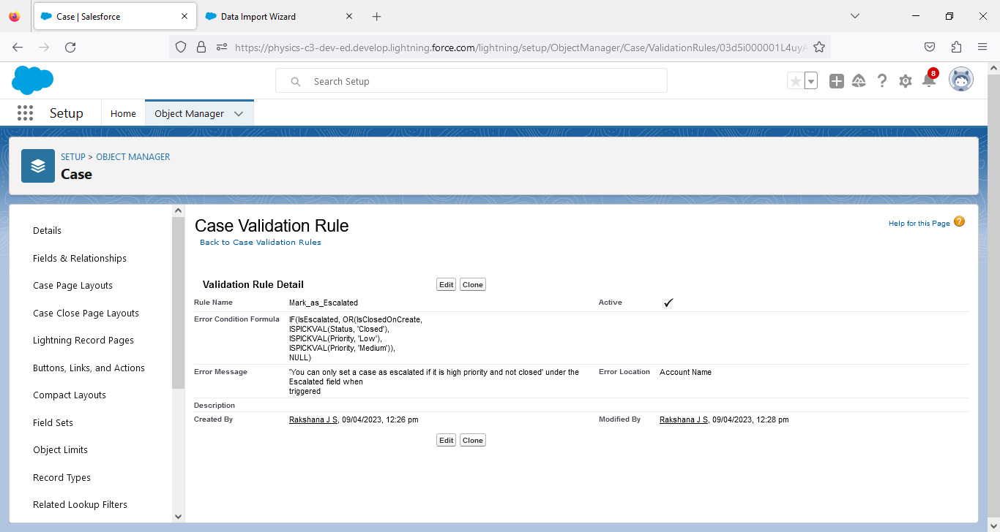 Case | Salesforce
Data Import Wizard
https://physics-c3-dev-ed.develop.lightning.force.com/lightning/setup/ObjectManager/Case/ValidationRules/03d5i000001L4uyA
Search Setup
8
Setup
Home
Object Manager
SETUP > OBJECT MANAGER
Case
Details
Fields & Relationships
Case Page Layouts
Case Close Page Layouts
Lightning Record Pages
Buttons, Links, and Actions
Compact Layouts
Field Sets
Object Limits
Record Types
Related Lookup Filters
Case Validation Rule
Help for this Page ?
Back to Case Validation Rules
Validation Rule Detail Edit Clone
Rule Name Mark_as_Escalated Active
Error Condition Formula IF(IsEscalated, OR(IsClosedOnCreate,
ISPICKVAL(Status, 'Closed'),
ISPICKVAL(Priority, 'Low'),
ISPICKVAL(Priority, 'Medium')),
NULL)
Error Message 'You can only set a case as escalated if it is high priority and not closed' under the Error Location Account Name
Escalated field when
triggered
Description
Created By Rakshana J S, 09/04/2023, 12:26 pm Modified By Rakshana J S, 09/04/2023, 12:28 pm
Edit Clone